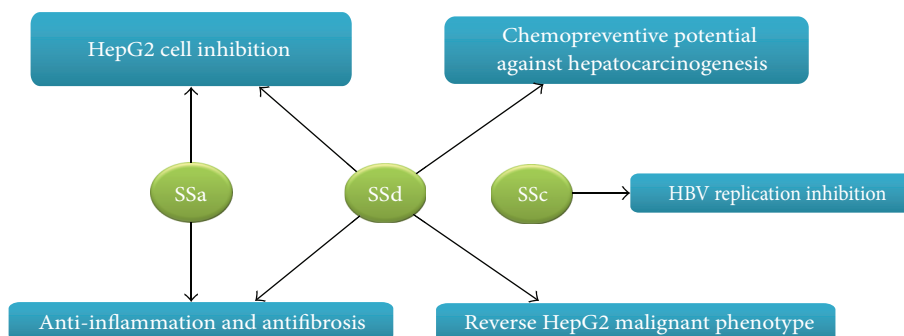 HepG2 cell inhibition
Chemopreventive potential
against hepatocarcinogenesis
SSa
SSd
SSc
HBV replication inhibition
Anti-inflammation and antifibrosis
Reverse HepG2 malignant phenotype